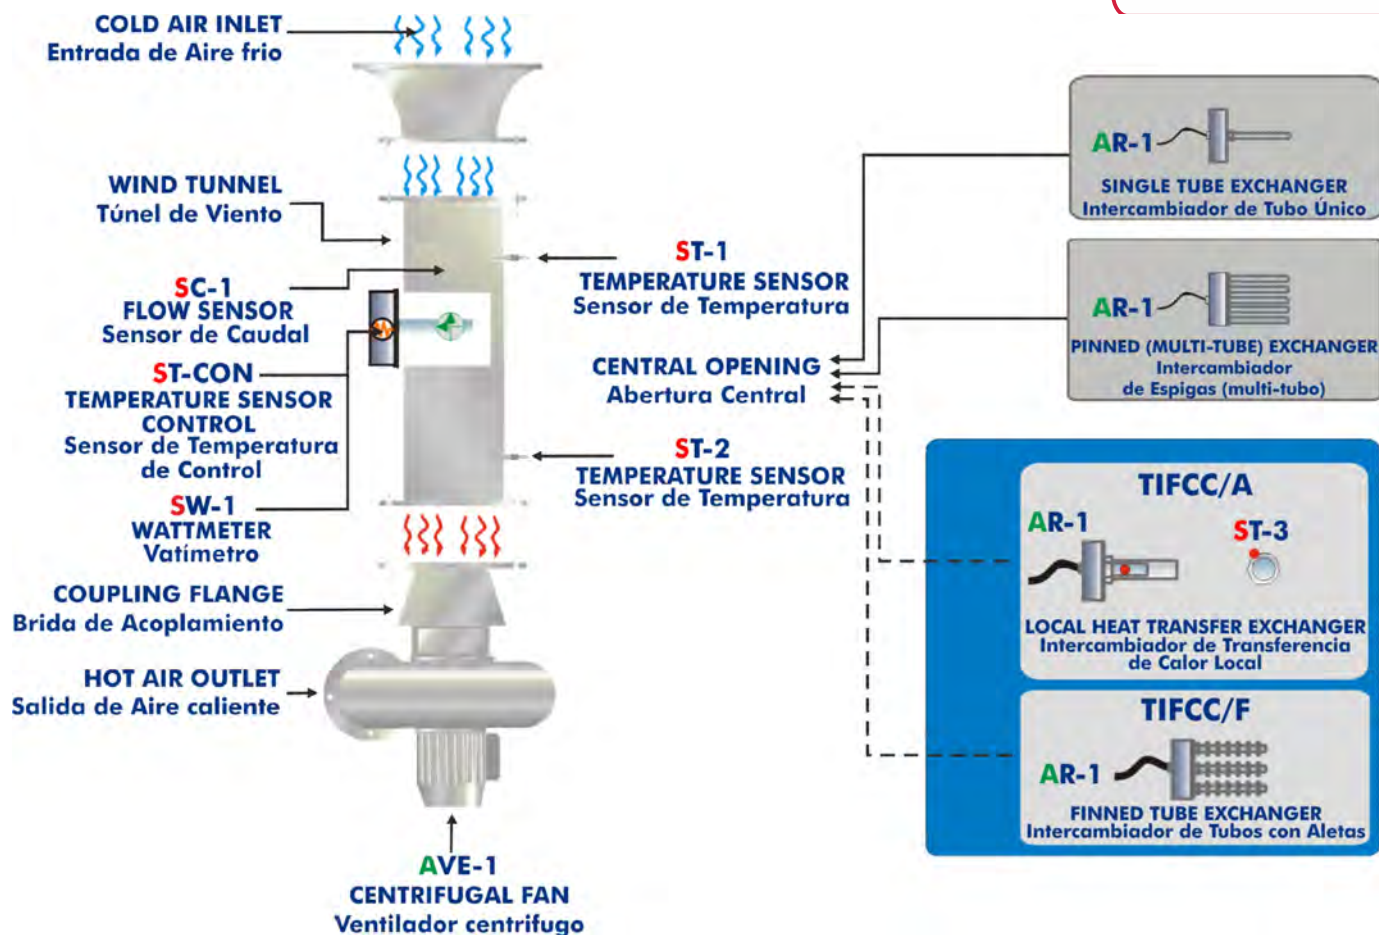 COLD AIR INLET
Entrada de Aire frio
WIND TUNNEL
Túnel de Viento
SC-1
FLOW SENSOR
Sensor de Caudal
ST-CON
TEMPERATURE SENSOR
CONTROL
Sensor de Temperatura
de Control
SW-1
WATTMETER
Vatímetro
COUPLING FLANGE
Brida de Acoplamiento
HOT AIR OUTLET
Salida de Aire caliente
AVE-1
CENTRIFUGAL FAN
Ventilador centrifugo
ST-1
TEMPERATURE SENSOR
Sensor de Temperatura
CENTRAL OPENING
Abertura Central
ST-2
TEMPERATURE SENSOR
Sensor de Temperatura
AR-1
SINGLE TUBE EXCHANGER
Intercambiador de Tubo Único
AR-1
PINNED (MULTI-TUBE) EXCHANGER
Intercambiador
de Espigas (multi-tubo)
TIFCC/A
AR-1
ST-3
LOCAL HEAT TRANSFER EXCHANGER
Intercambiador de Transferencia
de Calor Local
TIFCC/F
AR-1
FINNED TUBE EXCHANGER
Intercambiador de Tubos con Aletas